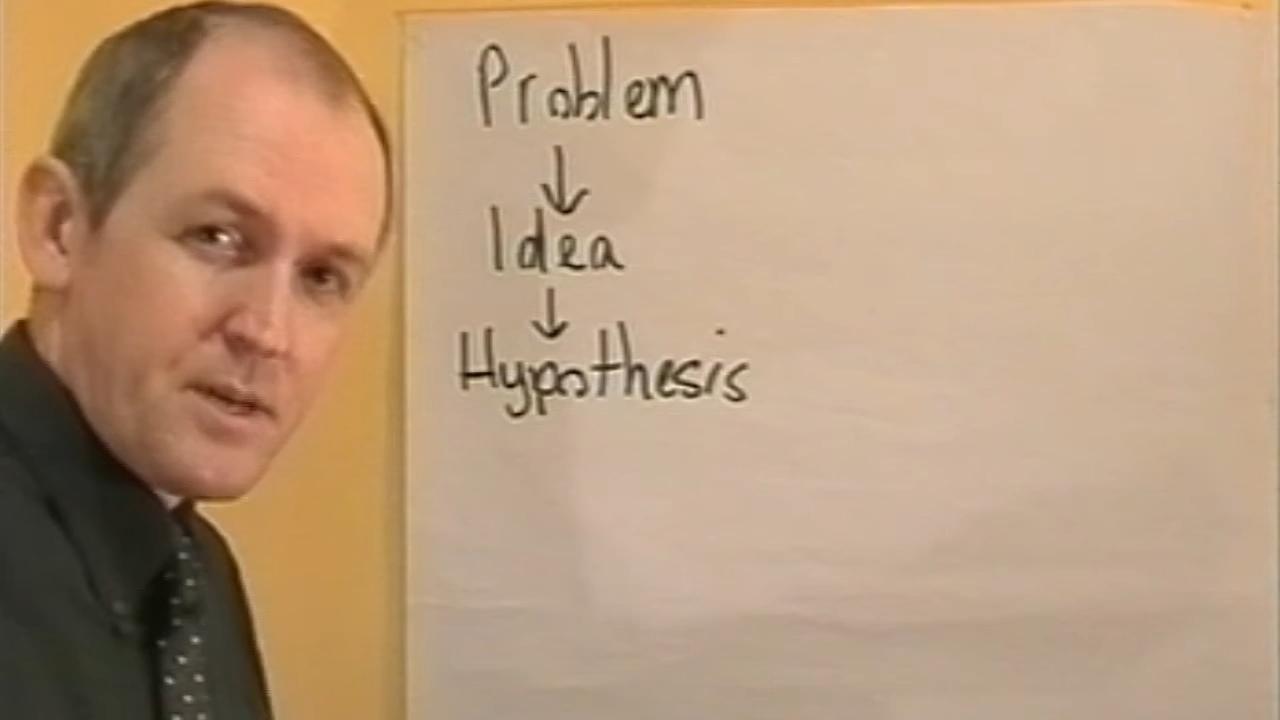 Problem
↓
Idea
↓
Hypothesis